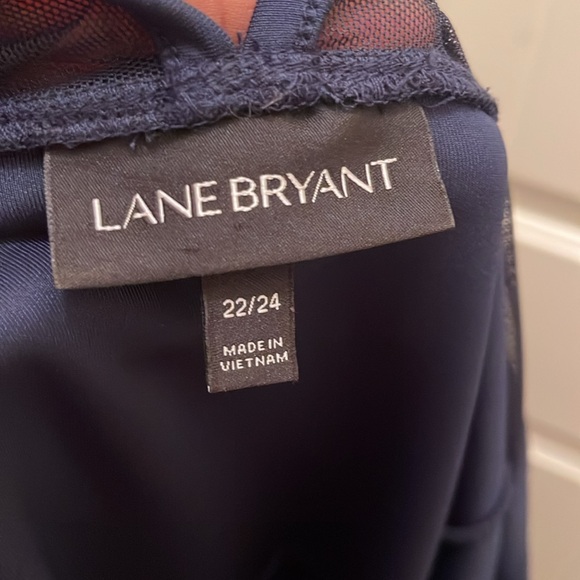 LANE BRYANT
22/24
MADE IN
VIETNAM